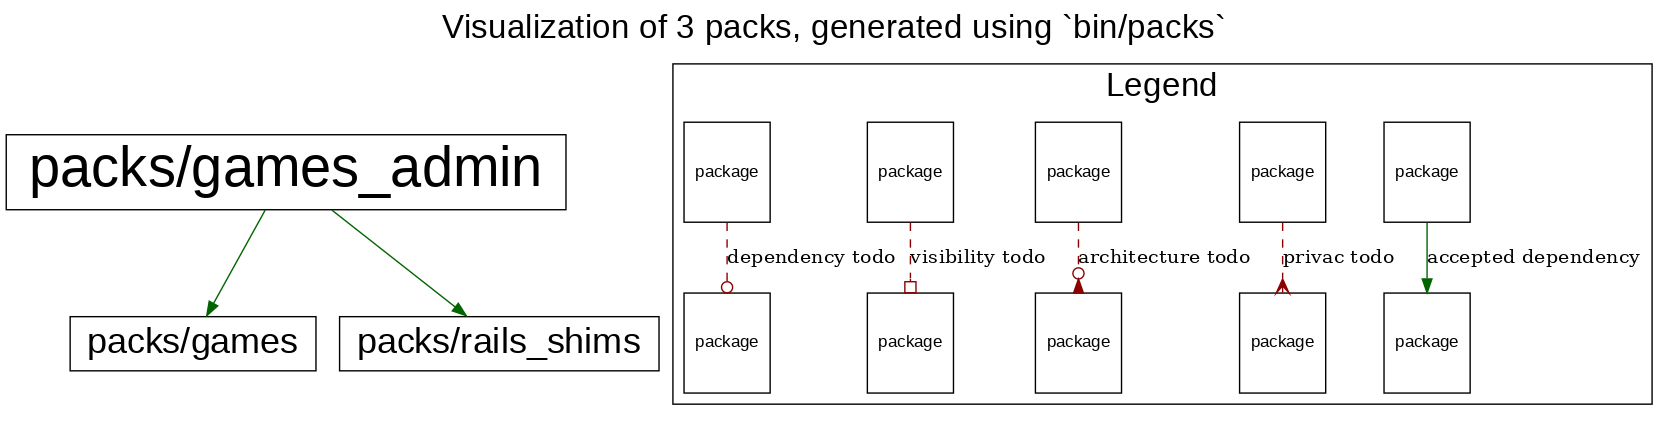 Visualization of 3 packs, generated using `bin/packs`
packs/games_admin
packs/games
packs/rails_shims
Legend
package
package
package
package
package
dependency todo
visibility todo
architecture todo
privac todo
accepted dependency
package
package
package
package
package